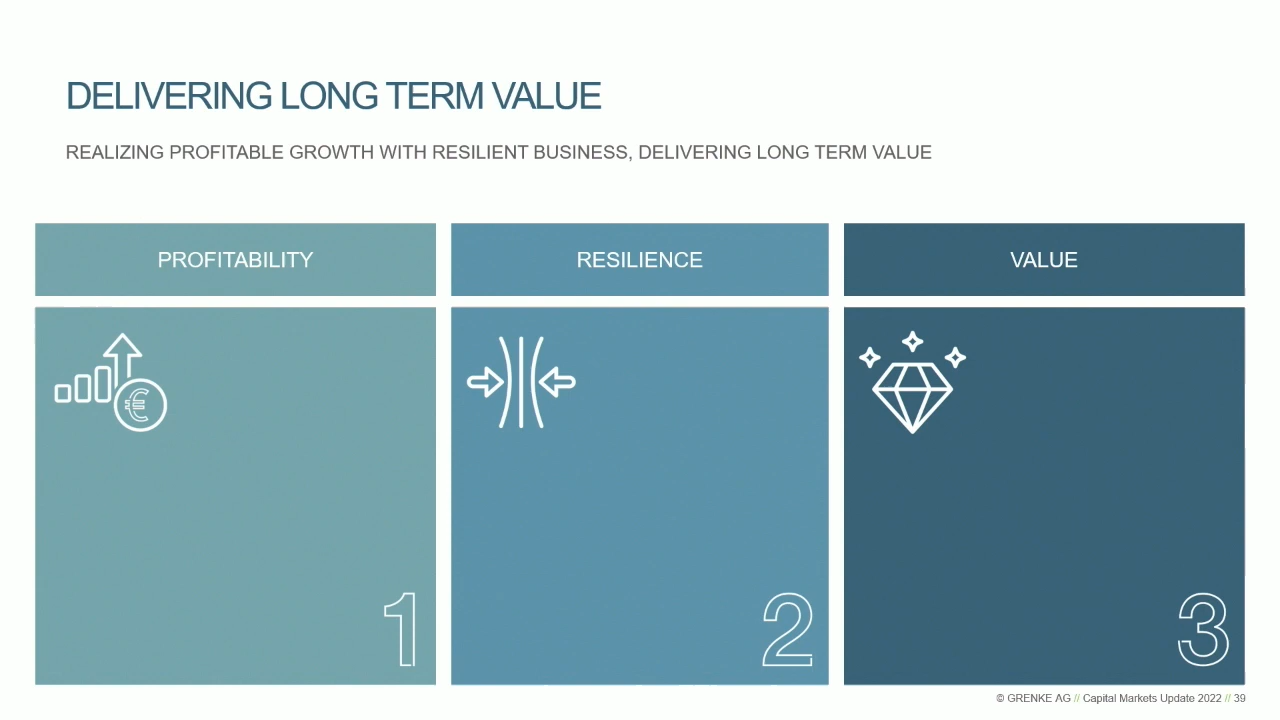 DELIVERING LONG TERM VALUE
REALIZING PROFITABLE GROWTH WITH RESILIENT BUSINESS, DELIVERING LONG TERM VALUE
PROFITABILITY
RESILIENCE
VALUE
€
1
2
3
© GRENKE AG // Capital Markets Update 2022 // 39